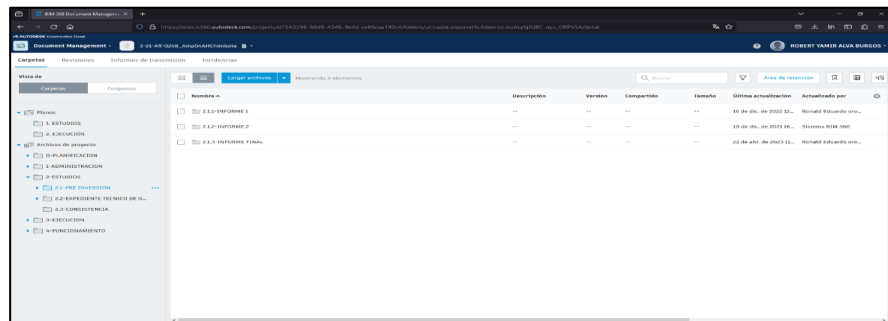 BIM 360 Document Managem
AUTODESK Construction Cloud
Document Management
ROBERT YAMIR ALVA BURGOS
Carpetas
Revisiones
Informes de transmisión
Incidencias
Vista de
Carpetas
Conjuntos
Cargar archivos
Mostrando 3 elementos
Buscar
Área de retención
Nombre
Descripción
Versión
Compartido
Tamaño
Última actualización
Actualizado por
2.1.1-INFORME 1
--
--
--
--
16 de dic. de 2022 12...
Ronald Eduardo oro...
2.1.2-INFORME 2
--
--
--
--
10 de dic. de 2021 16...
Sistema BIM 360
2.1.3-INFORME FINAL
--
--
--
--
22 de abr. de 2023 11...
Ronald Eduardo oro...
Planos
1. ESTUDIOS
2. EJECUCIÓN
Archivos de proyecto
0-PLANIFICACION
1-ADMINISTRACION
2-ESTUDIOS
2.1-PRE INVERSION
2.2-EXPEDIENTE TECNICO DE O...
2.3-CONSISTENCIA
3-EJECUCION
4-FUNCIONAMIENTO